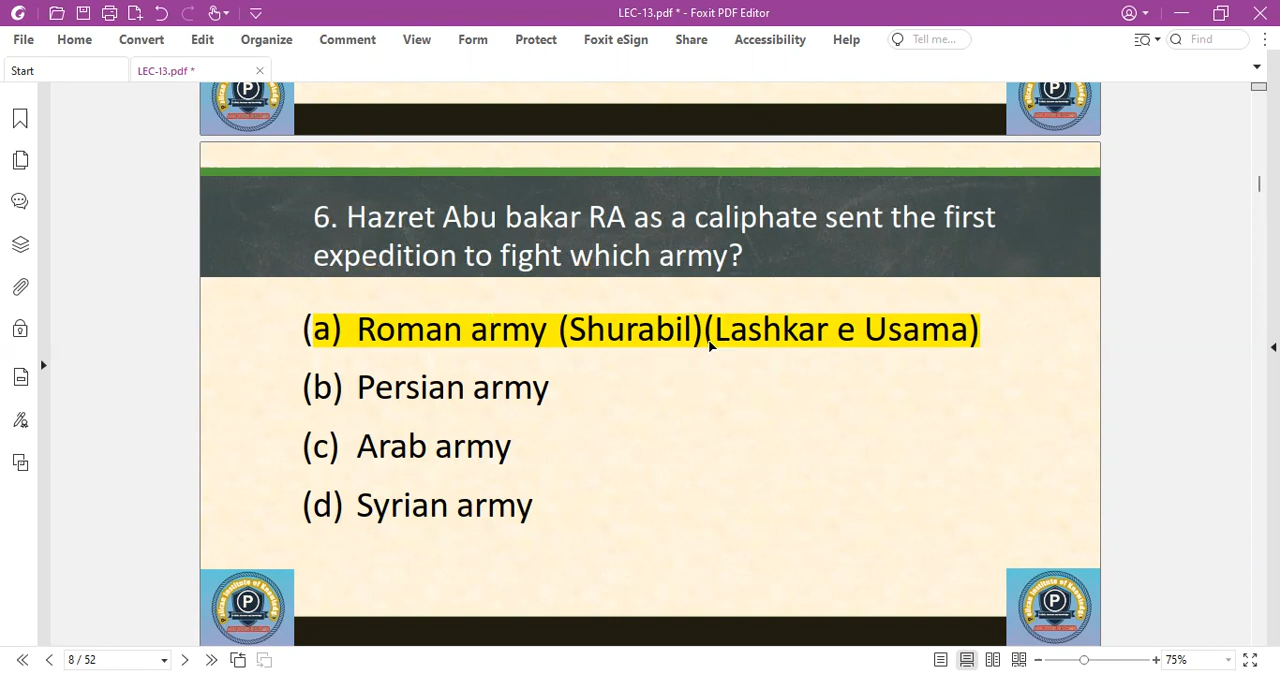 LEC-13.pdf * - Foxit PDF Editor
File Home Convert Edit Organize Comment View Form Protect Foxit eSign Share Accessibility Help Tell me... Find
Start LEC-13.pdf *
6. Hazret Abu bakar RA as a caliphate sent the first
expedition to fight which army?
(a) Roman army (Shurabil)(Lashkar e Usama)
(b) Persian army
(c) Arab army
(d) Syrian army
P P
8 / 52 75%